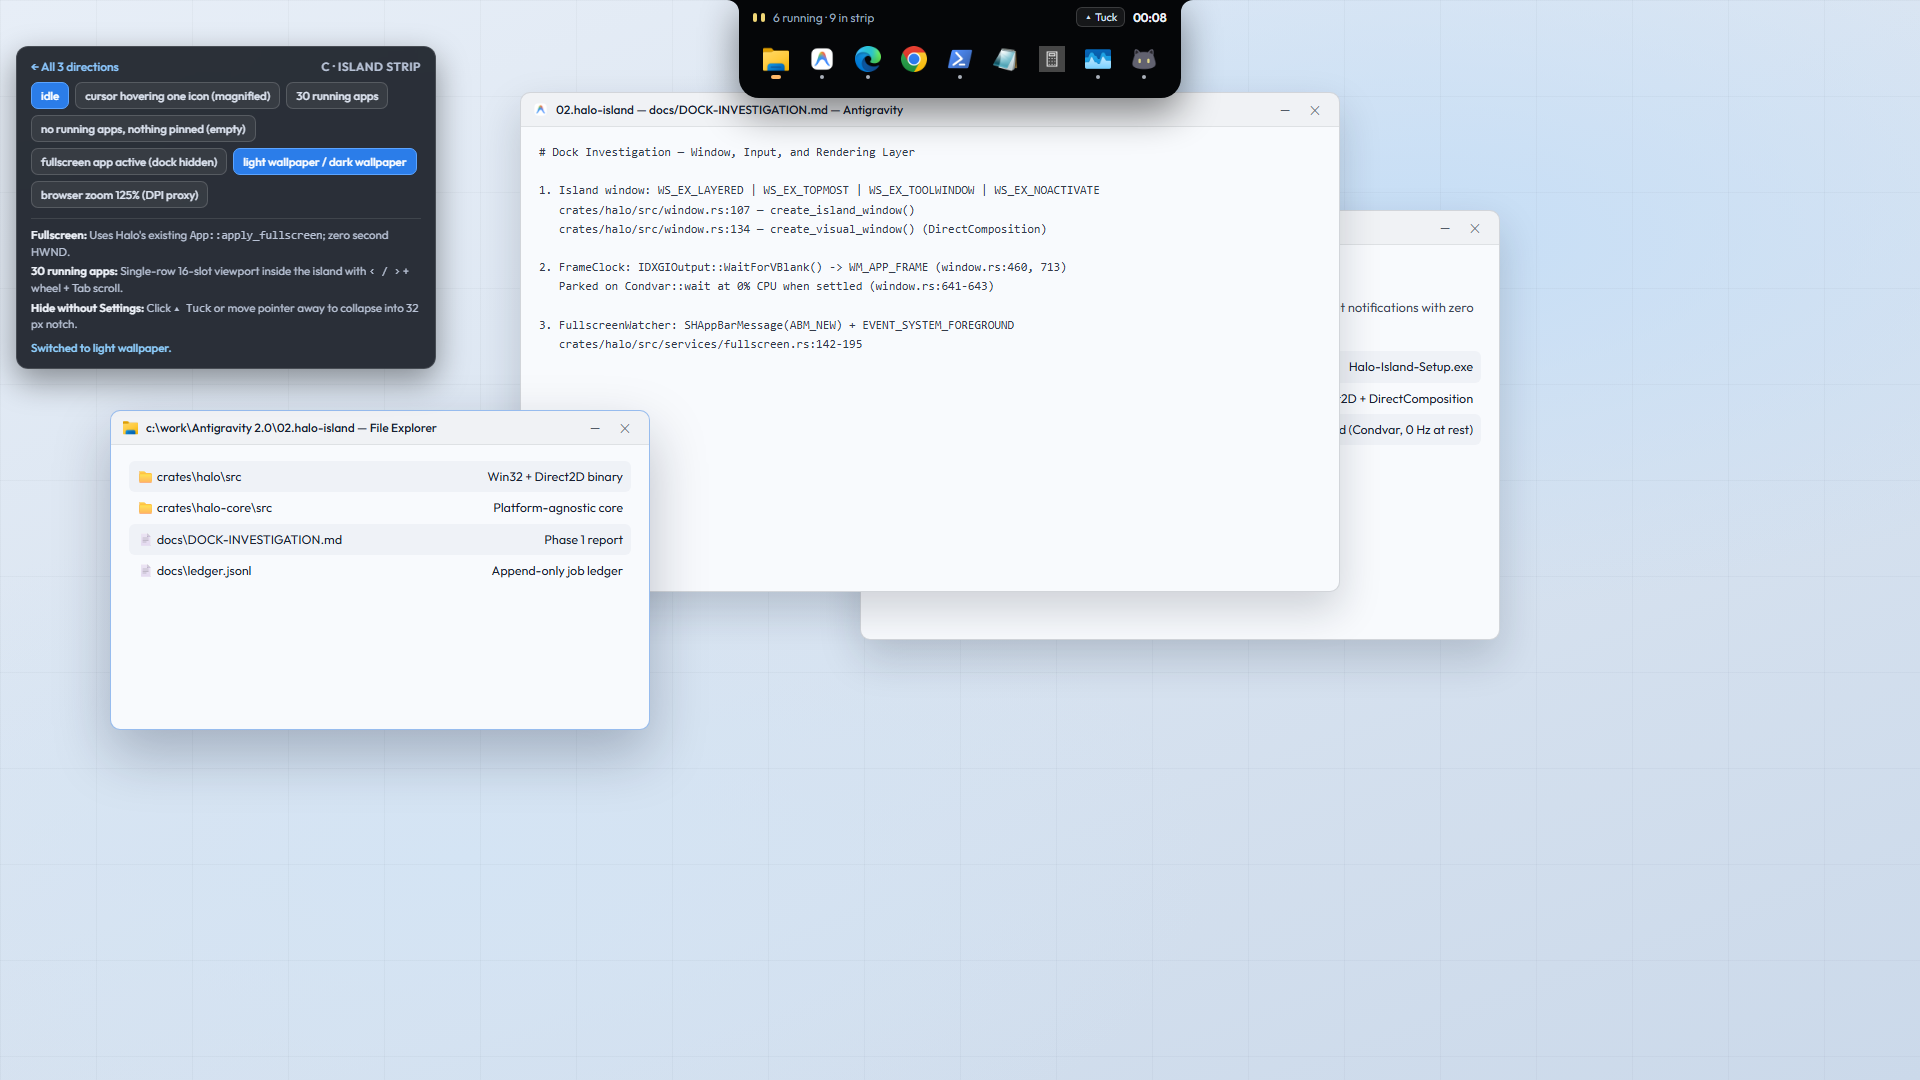 6 running · 9 in strip
▲ Tuck
00:08
← All 3 directions
C · ISLAND STRIP
idle
cursor hovering one icon (magnified)
30 running apps
no running apps, nothing pinned (empty)
fullscreen app active (dock hidden)
light wallpaper / dark wallpaper
browser zoom 125% (DPI proxy)
Fullscreen: Uses Halo's existing App::apply_fullscreen; zero second
HWND.
30 running apps: Single-row 16-slot viewport inside the island with ‹ / › +
wheel + Tab scroll.
Hide without Settings: Click ▲ Tuck or move pointer away to collapse into 32
px notch.
Switched to light wallpaper.
02.halo-island — docs/DOCK-INVESTIGATION.md — Antigravity
# Dock Investigation — Window, Input, and Rendering Layer
1. Island window: WS_EX_LAYERED | WS_EX_TOPMOST | WS_EX_TOOLWINDOW | WS_EX_NOACTIVATE
crates/halo/src/window.rs:107 — create_island_window()
crates/halo/src/window.rs:134 — create_visual_window() (DirectComposition)
2. FrameClock: IDXGIOutput::WaitForVBlank() -> WM_APP_FRAME (window.rs:460, 713)
Parked on Condvar::wait at 0% CPU when settled (window.rs:641-643)
3. FullscreenWatcher: SHAppBarMessage(ABM_NEW) + EVENT_SYSTEM_FOREGROUND
crates/halo/src/services/fullscreen.rs:142-195
t notifications with zero
Halo-Island-Setup.exe
2D + DirectComposition
d (Condvar, 0 Hz at rest)
c:\work\Antigravity 2.0\02.halo-island — File Explorer
crates\halo\src
Win32 + Direct2D binary
crates\halo-core\src
Platform-agnostic core
docs\DOCK-INVESTIGATION.md
Phase 1 report
docs\ledger.jsonl
Append-only job ledger